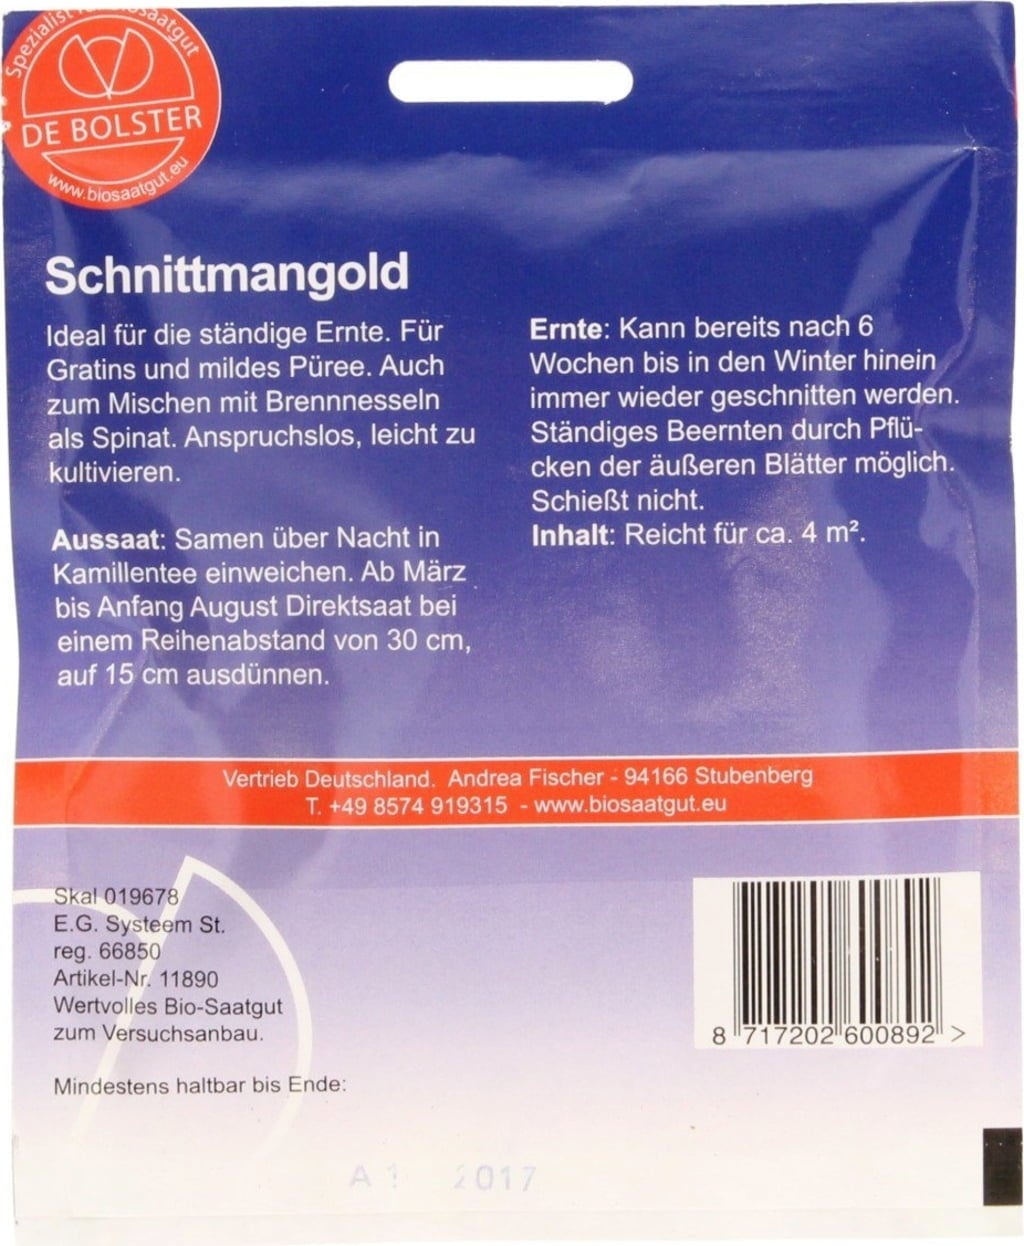 Spezialist für Biosaatgut
DE BOLSTER
www.biosaatgut.eu
Schnittmangold
Ideal für die ständige Ernte. Für
Gratins und mildes Püree. Auch
zum Mischen mit Brennnesseln
als Spinat. Anspruchslos, leicht zu
kultivieren.
Aussaat: Samen über Nacht in
Kamillentee einweichen. Ab März
bis Anfang August Direktsaat bei
einem Reihenabstand von 30 cm,
auf 15 cm ausdünnen.
Ernte: Kann bereits nach 6
Wochen bis in den Winter hinein
immer wieder geschnitten werden.
Ständiges Beernten durch Pflü-
cken der äußeren Blätter möglich.
Schießt nicht.
Inhalt: Reicht für ca. 4 m².
Vertrieb Deutschland. Andrea Fischer - 94166 Stubenberg
T. +49 8574 919315 - www.biosaatgut.eu
Skal 019678
E.G. Systeem St.
reg. 66850
Artikel-Nr. 11890
Wertvolles Bio-Saatgut
zum Versuchsanbau.
Mindestens haltbar bis Ende:
8 717202 600892 >
2017